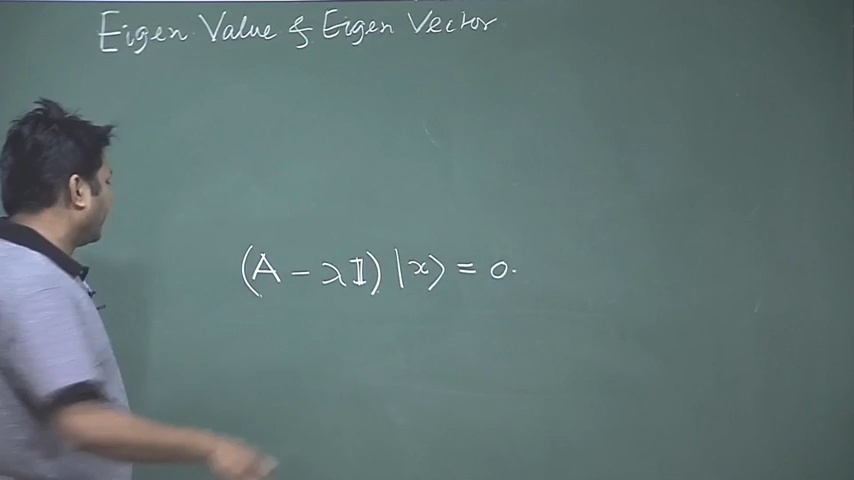 Eigen Value & Eigen Vector
(A - λ𝕀) |x⟩ = 0.